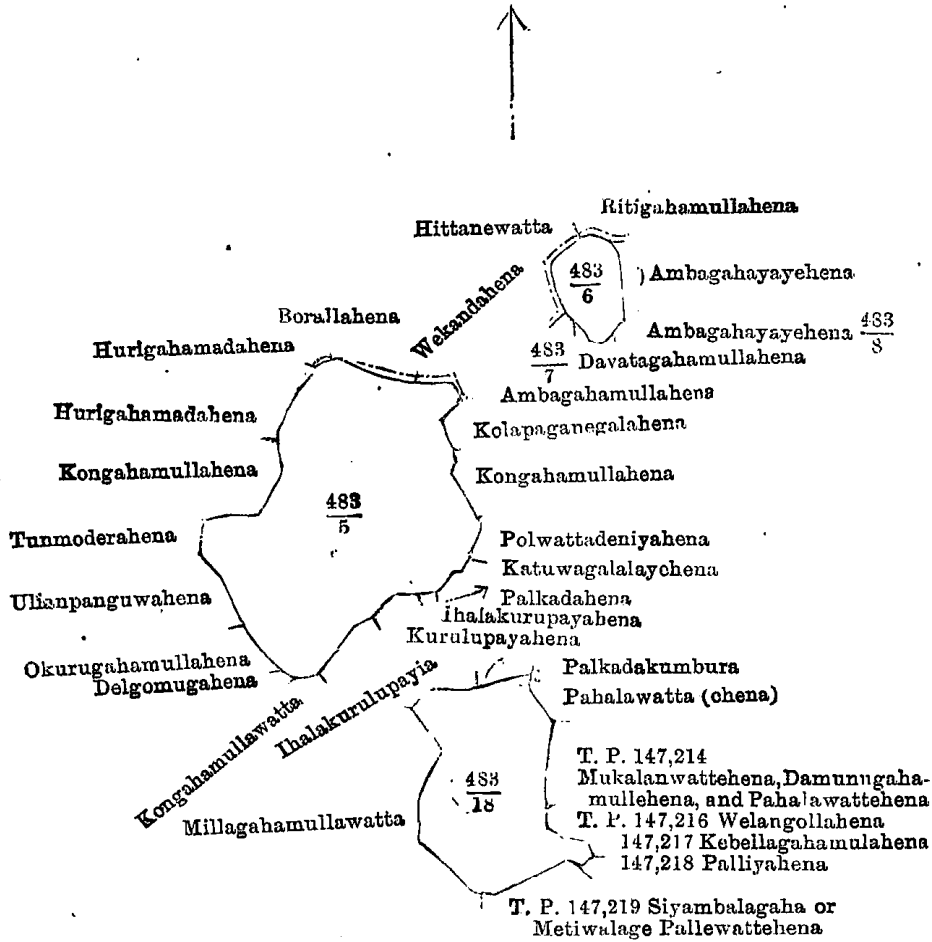 Ritigahamullahena
Hittanewatta
483
6
Ambagahayayehena
Wekandahena
Borallahena
Ambagahayayehena 483
8
Hurigahamadahena
483
7
Davatagahamullahena
Ambagahamullahena
Hurigahamadahena
Kolapaganegalahena
Kongahamullahena
Kongahamullahena
483
5
Tunmoderahena
Polwattadeniyahena
Katuwagalalaychena
Ulianpanguwahena
Palkadahena
Ihalakurupayahena
Kurulupayahena
Okurugahamullahena
Delgomugahena
Palkadakumbura
Pahalawatta (chena)
Ihalakurulupayia
Kongahamullawatta
T. P. 147,214
Mukalanwattehena, Damunugaha-
mullehena, and Pahalawattehena
483
18
Millagahamullawatta
T. P. 147,216 Welangollahena
147,217 Kebellagahamulahena
147,218 Palliyahena
T. P. 147,219 Siyambalagaha or
Metiwalage Pallewattehena